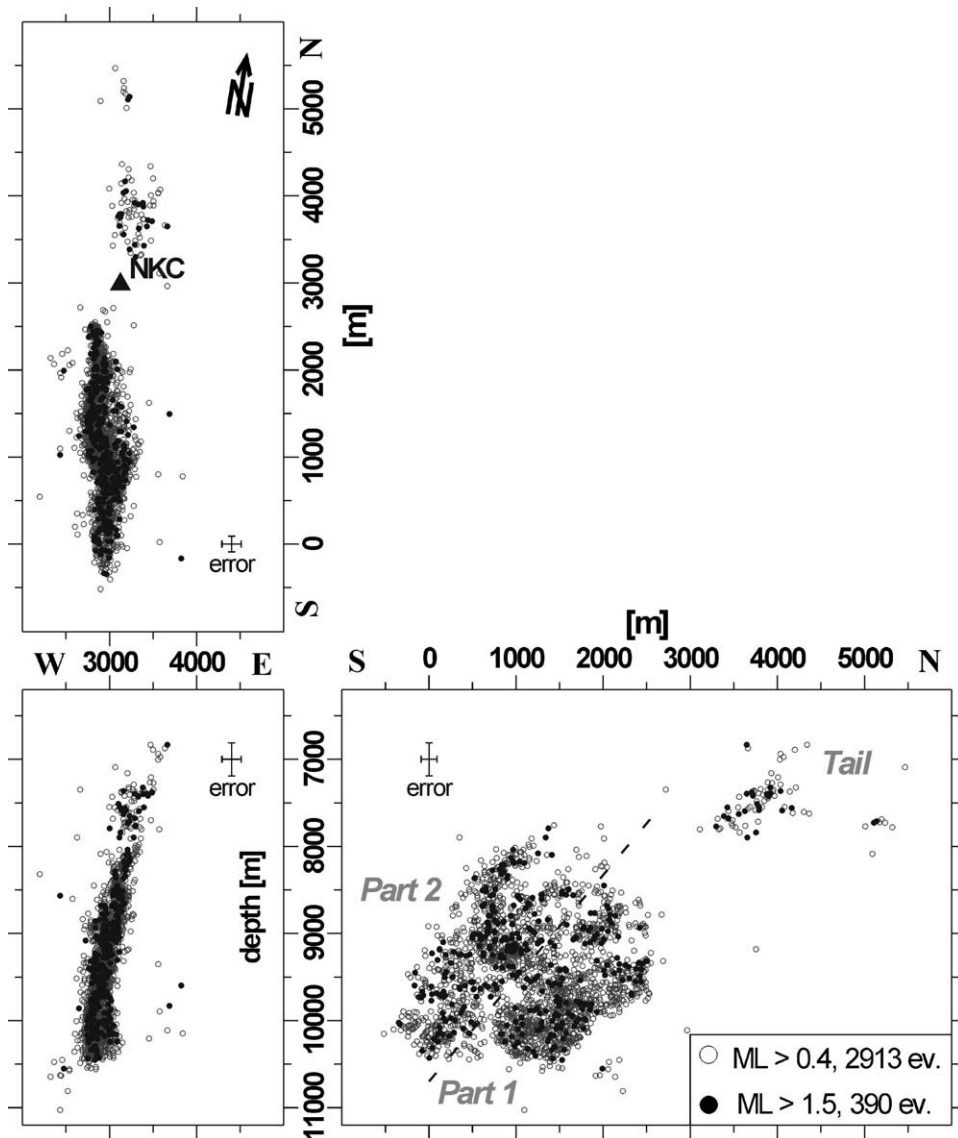 N
N
5000
4000
NKC
3000
[m]
2000
1000
0
error
S
[m]
W 3000 4000 E
S 0 1000 2000 3000 4000 5000 N
7000
error
error
Tail
8000
Part 2
depth [m]
9000
10000
Part 1
11000
ML > 0.4, 2913 ev.
ML > 1.5, 390 ev.